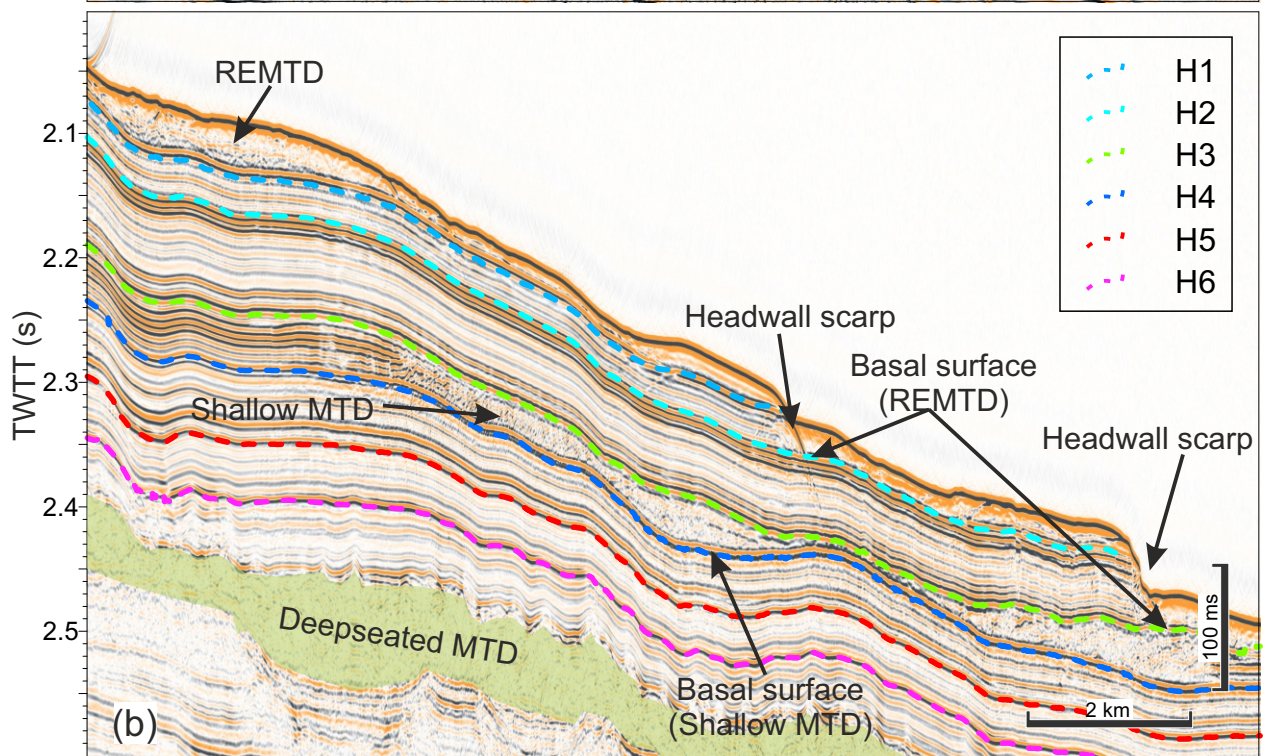 REMTD
H1
H2
H3
H4
H5
H6
2.1
2.2
2.3
2.4
2.5
TWTT (s)
Headwall scarp
Basal surface
(REMTD)
Headwall scarp
Shallow MTD
Deepseated MTD
Basal surface
(Shallow MTD)
100 ms
2 km
(b)